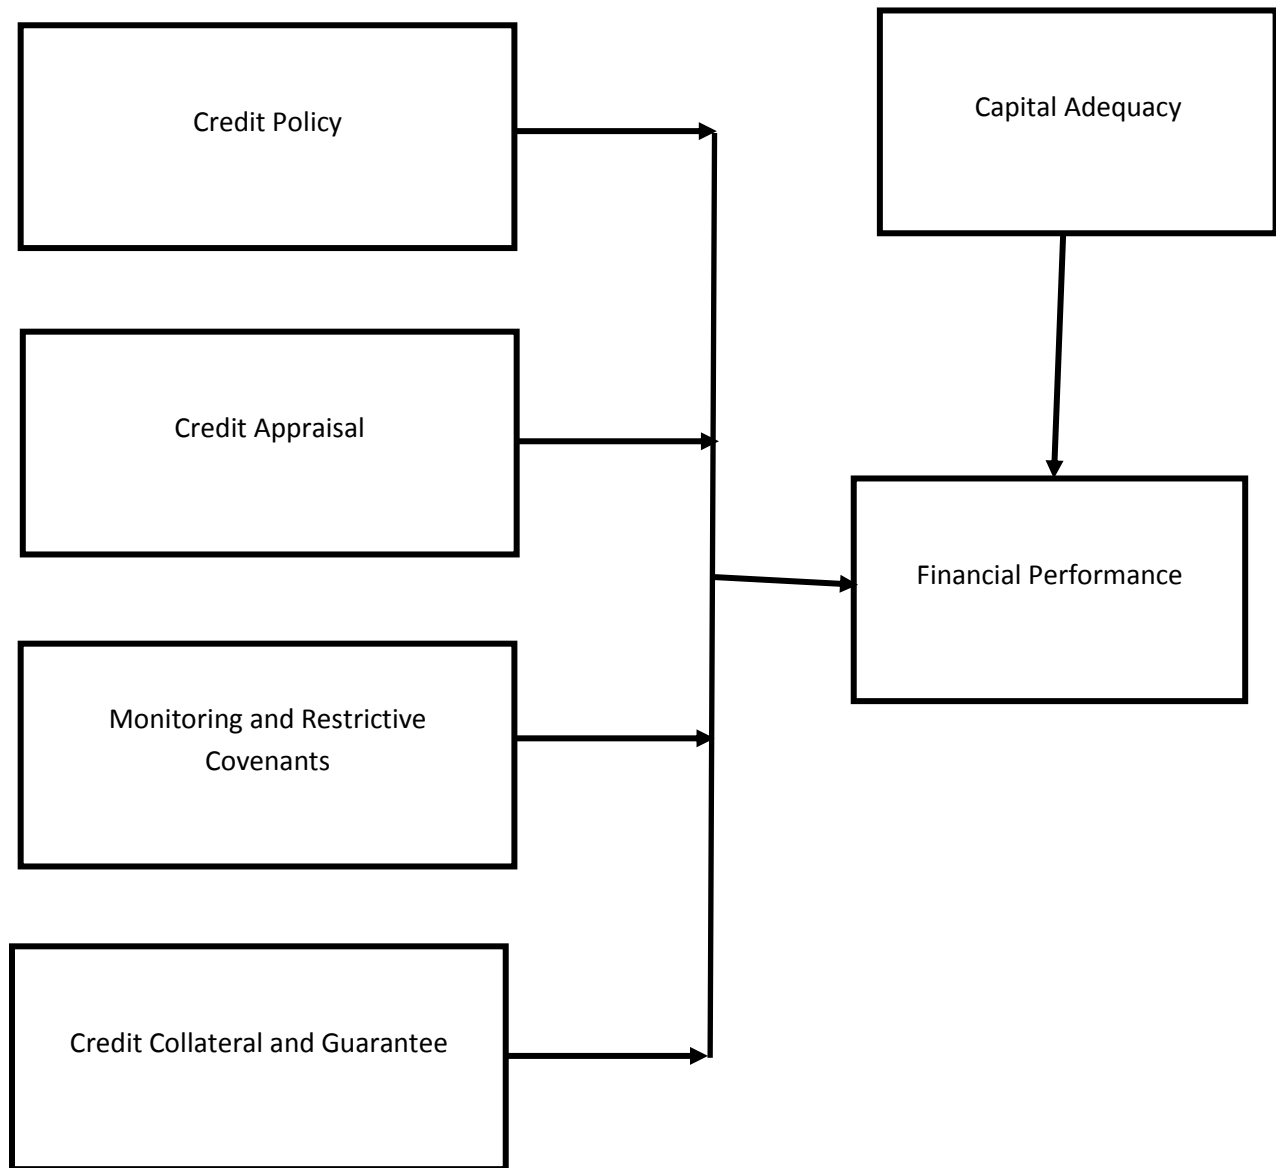 Credit Policy
Capital Adequacy
Credit Appraisal
Financial Performance
Monitoring and Restrictive
Covenants
Credit Collateral and Guarantee